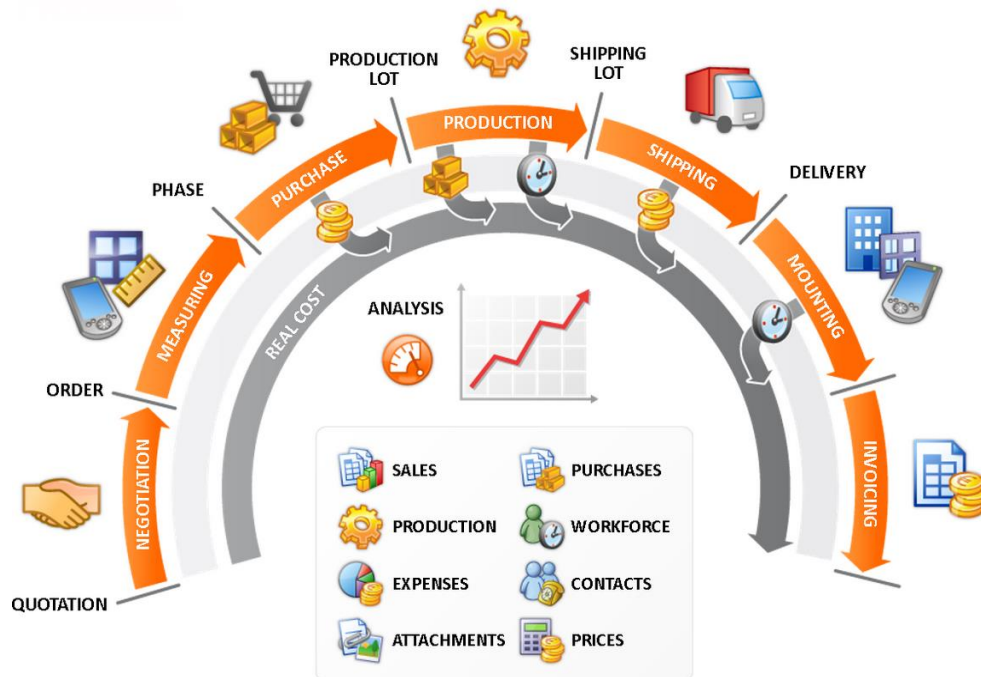 QUOTATION
NEGOTIATION
ORDER
MEASURING
PHASE
PURCHASE
PRODUCTION
LOT
PRODUCTION
SHIPPING
LOT
SHIPPING
DELIVERY
MOUNTING
INVOICING
REAL COST
ANALYSIS
SALES
PURCHASES
PRODUCTION
WORKFORCE
EXPENSES
CONTACTS
ATTACHMENTS
PRICES